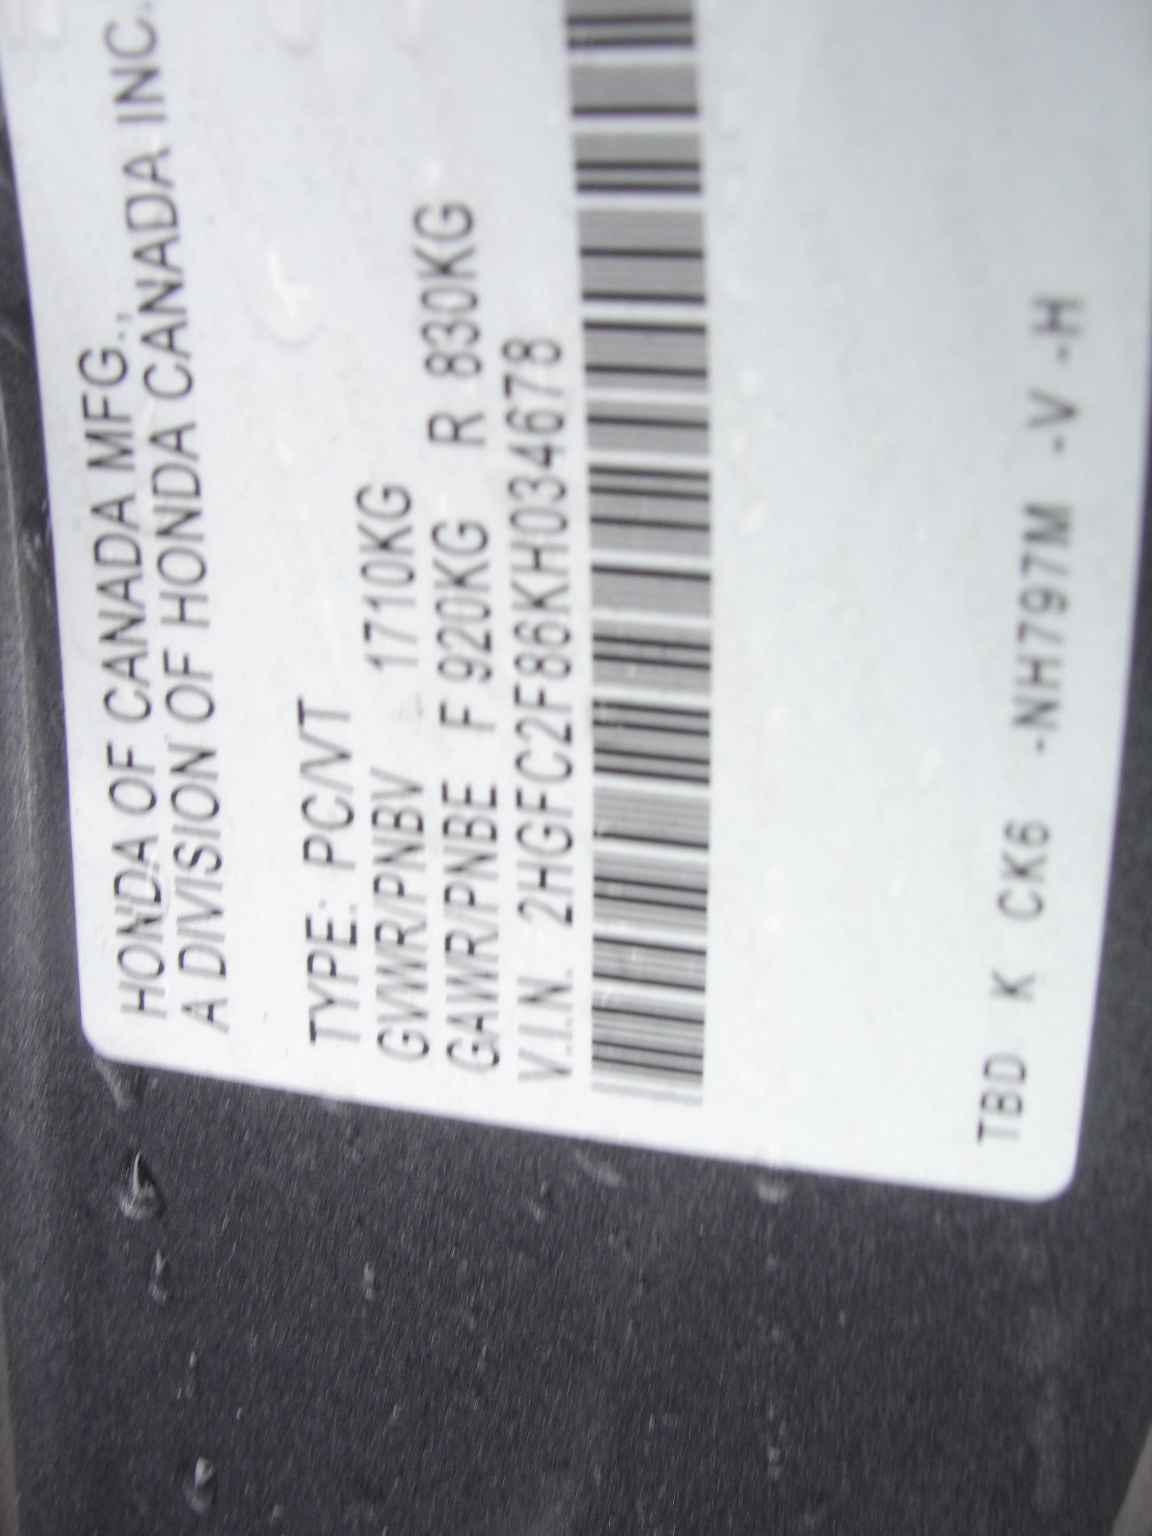 HONDA OF CANADA MFG.,
A DIVISION OF HONDA CANADA INC.
TYPE: PC/VT
GVWR/PNBV 1710KG
GAWR/PNBE F 920KG R 830KG
V.I.N. 2HGFC2F86KH034678
TBD K CK6 -NH797M -V -H